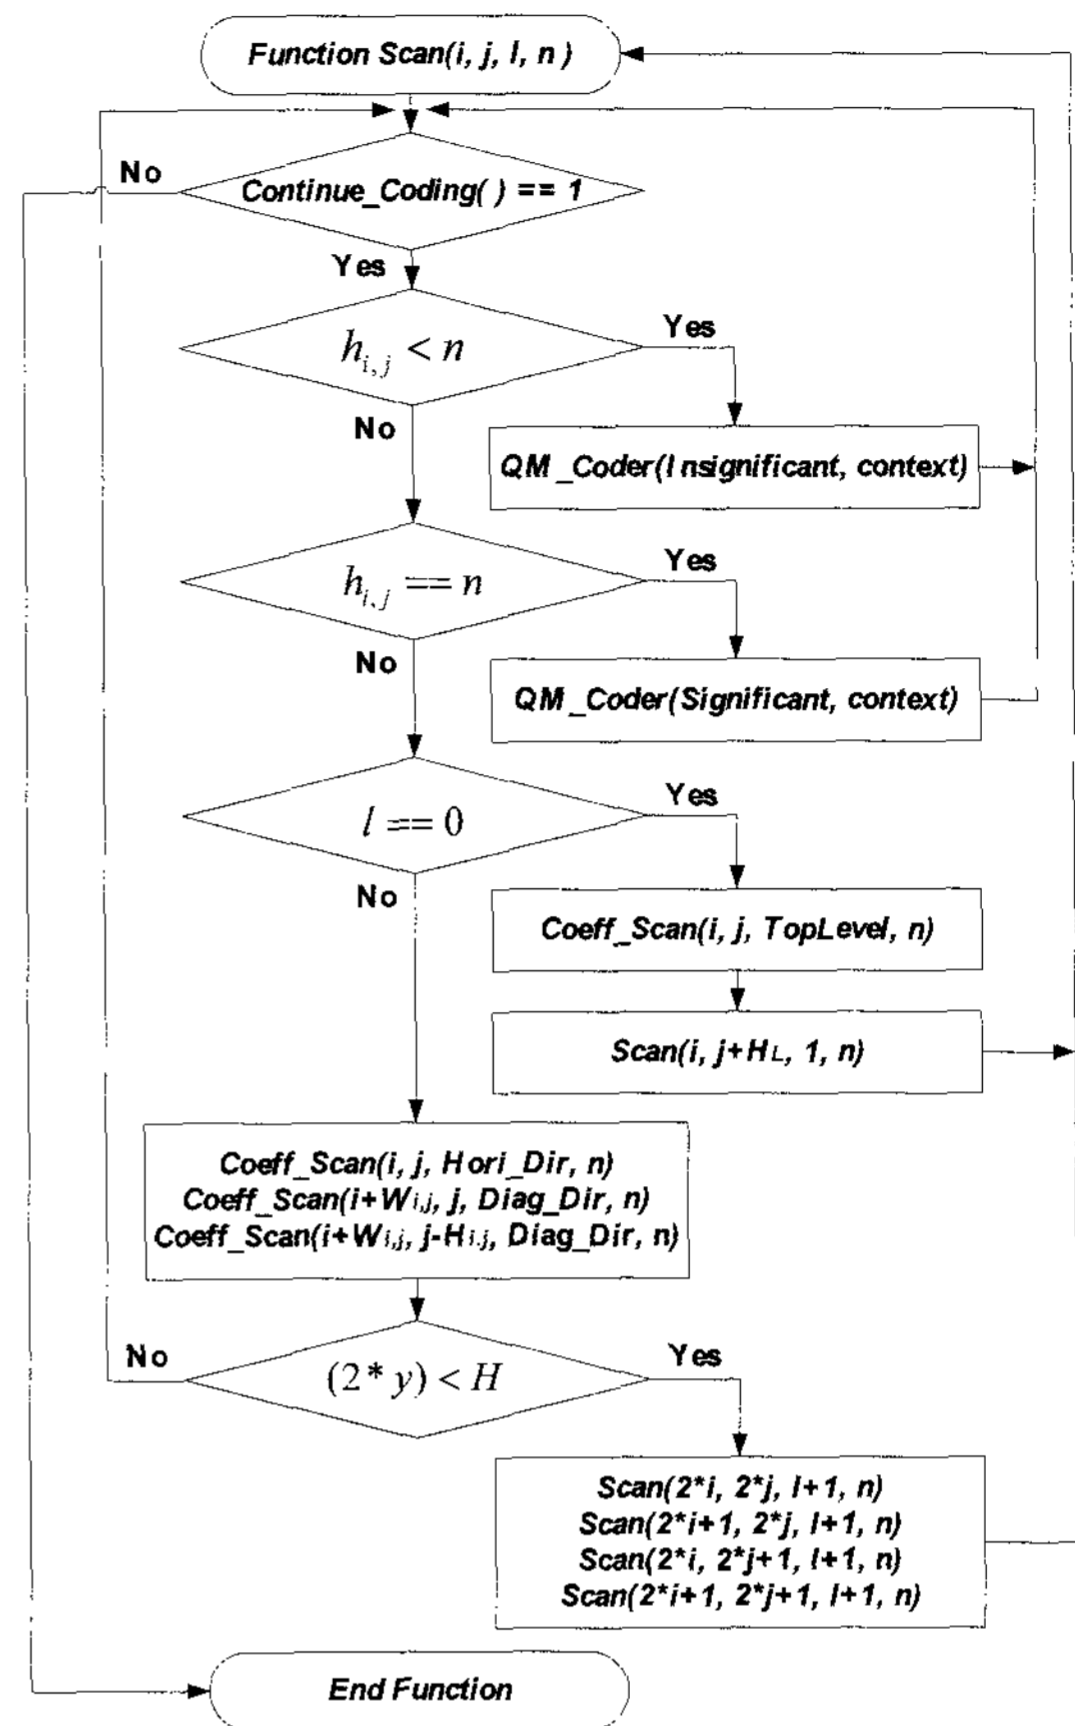 Function Scan(i, j, l, n )
No
Continue_Coding( ) == 1
Yes
h_{i,j} < n
Yes
No
QM_Coder(Insignificant, context)
h_{i,j} == n
Yes
No
QM_Coder(Significant, context)
l == 0
Yes
No
Coeff_Scan(i, j, TopLevel, n)
Scan(i, j+H_L, 1, n)
Coeff_Scan(i, j, Hori_Dir, n)
Coeff_Scan(i+W_{i,j}, j, Diag_Dir, n)
Coeff_Scan(i+W_{i,j}, j-H_{i,j}, Diag_Dir, n)
No
(2 * y) < H
Yes
Scan(2*i, 2*j, l+1, n)
Scan(2*i+1, 2*j, l+1, n)
Scan(2*i, 2*j+1, l+1, n)
Scan(2*i+1, 2*j+1, l+1, n)
End Function